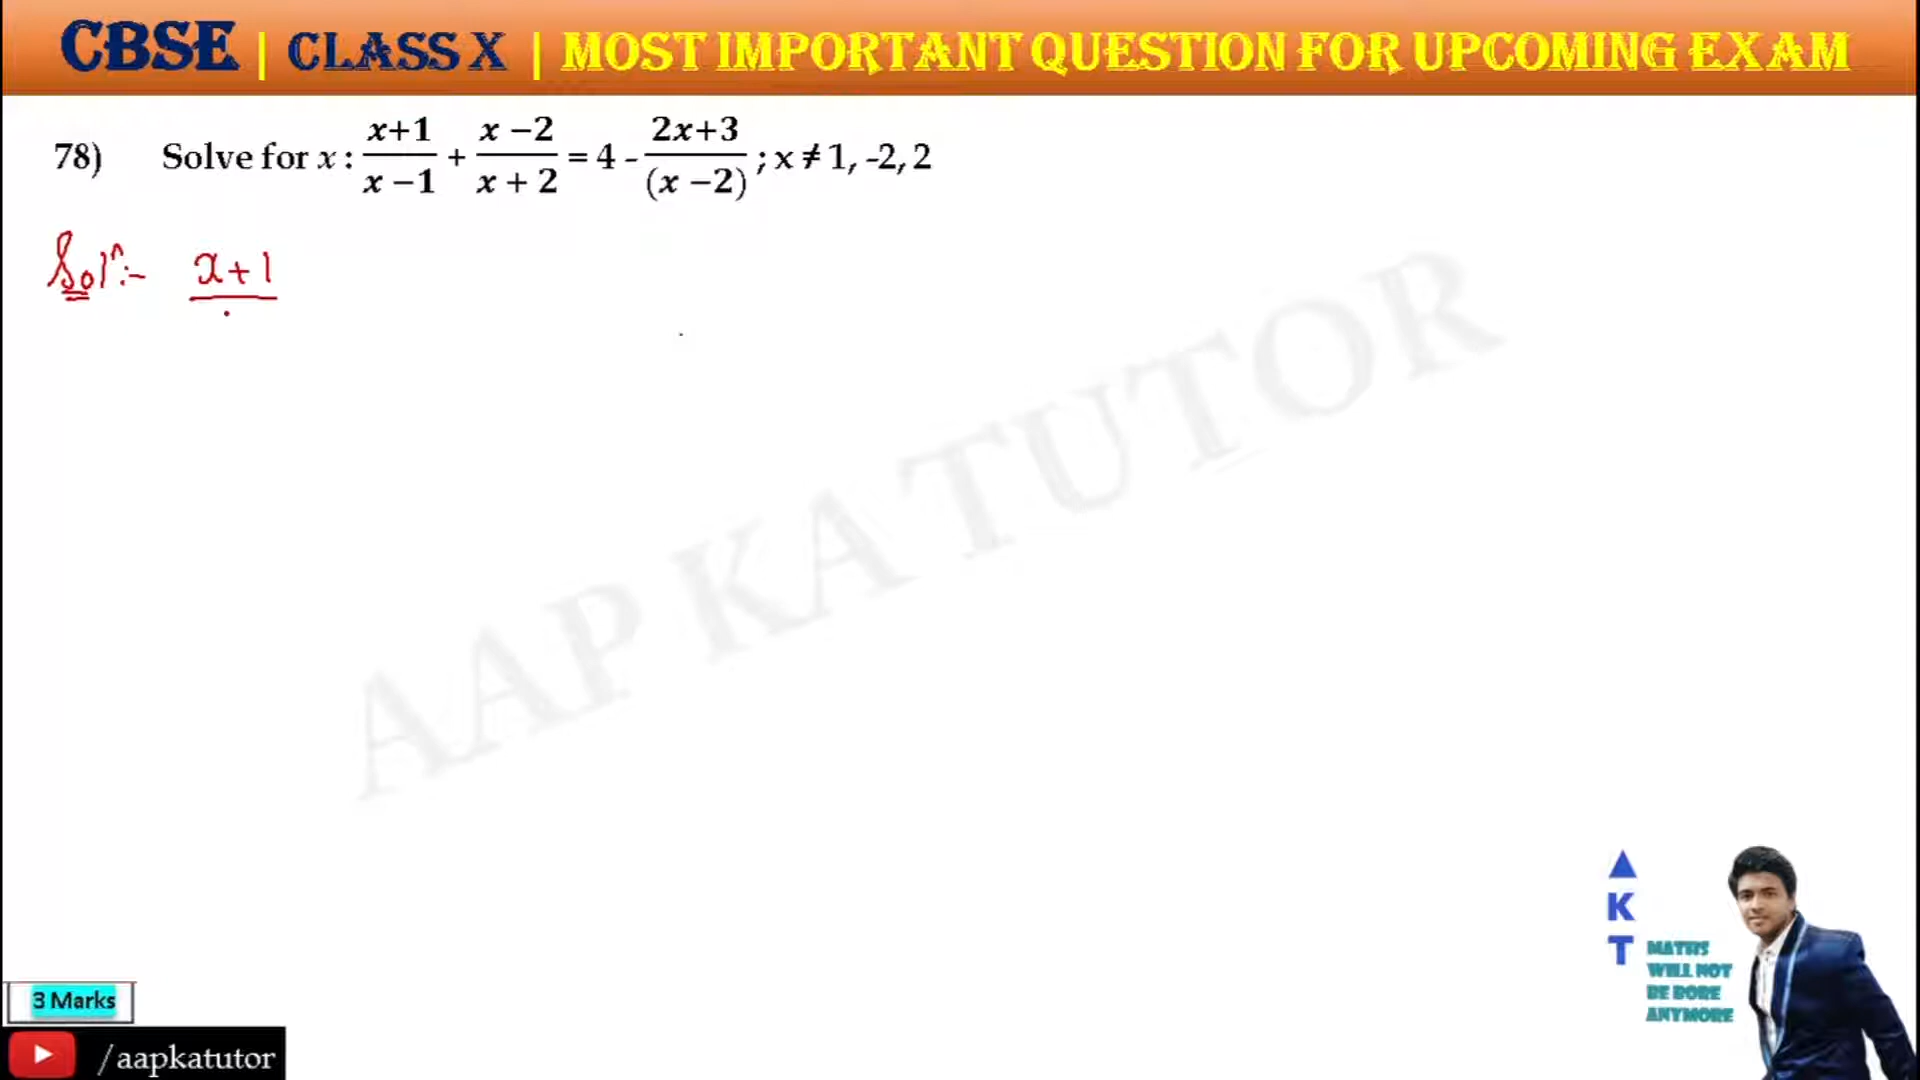 CBSE | CLASS X | MOST IMPORTANT QUESTION FOR UPCOMING EXAM
78) Solve for x : x+1/x −1 + x −2/x + 2 = 4 - 2x+3/(x −2) ; x ≠ 1, -2, 2
Solⁿ:- x+1
AAP KA TUTOR
AKT
MATHS
WILL NOT
BE BORE
ANYMORE
3 Marks
/aapkatutor